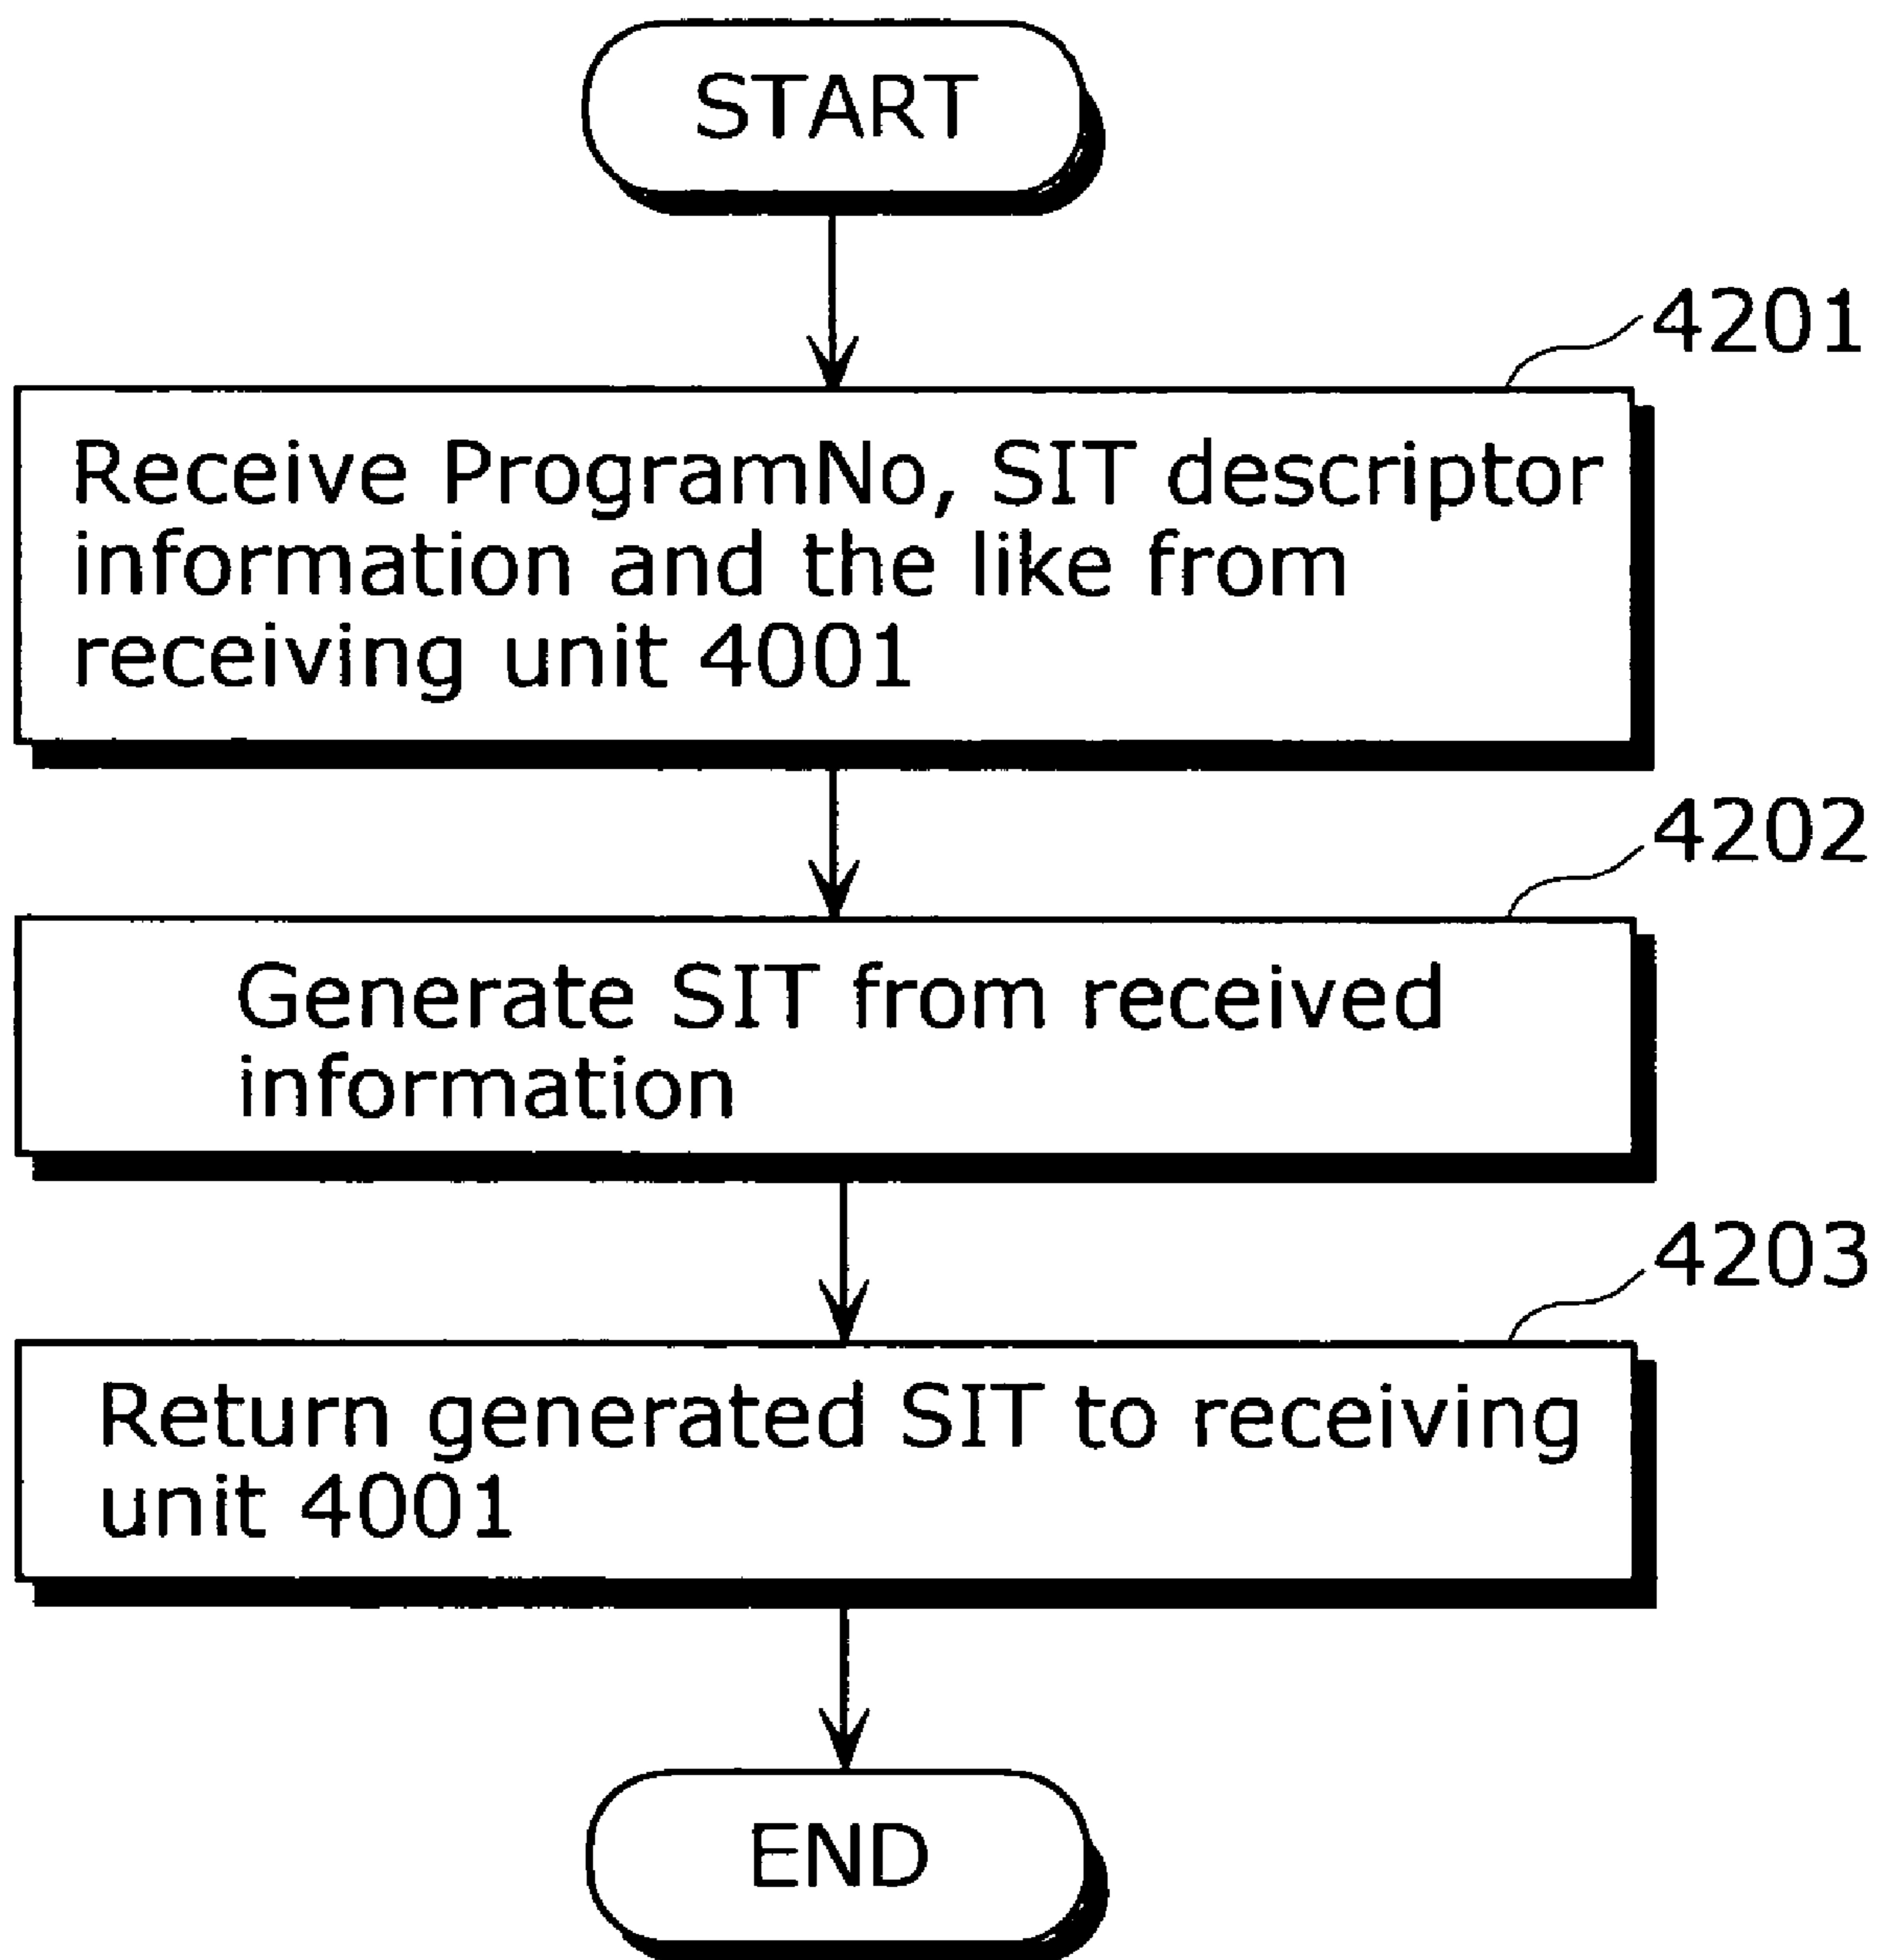 START
4201
Receive ProgramNo, SIT descriptor
information and the like from
receiving unit 4001
4202
Generate SIT from received
information
4203
Return generated SIT to receiving
unit 4001
END